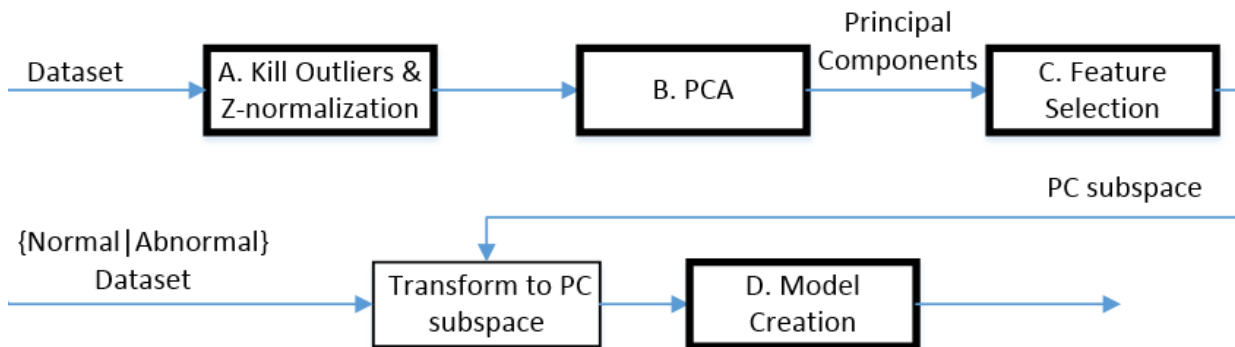 Dataset
A. Kill Outliers &
Z-normalization
B. PCA
Principal
Components
C. Feature
Selection
PC subspace
{Normal|Abnormal}
Dataset
Transform to PC
subspace
D. Model
Creation